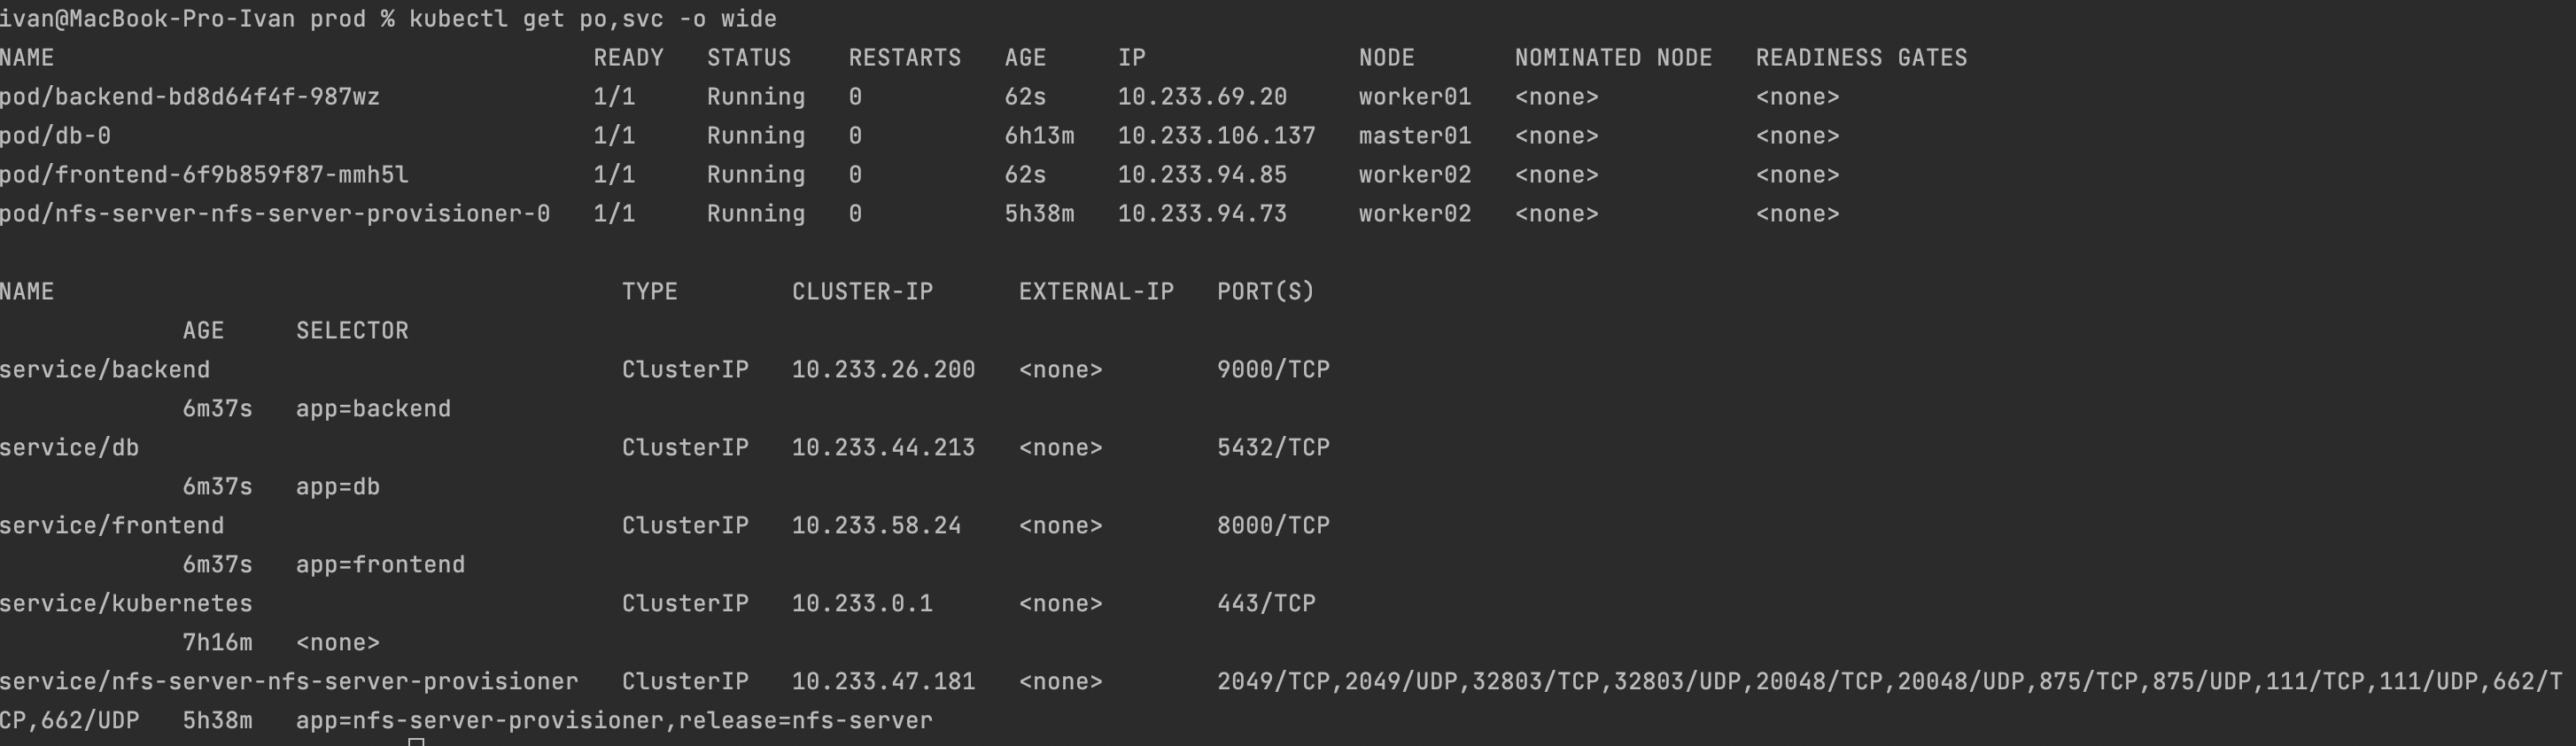 ivan@MacBook-Pro-Ivan prod % kubectl get po,svc -o wide
NAME                                      READY   STATUS    RESTARTS   AGE     IP               NODE       NOMINATED NODE   READINESS GATES
pod/backend-bd8d64f4f-987wz               1/1     Running   0          62s     10.233.69.20     worker01   <none>           <none>
pod/db-0                                  1/1     Running   0          6h13m   10.233.106.137   master01   <none>           <none>
pod/frontend-6f9b859f87-mmh5l             1/1     Running   0          62s     10.233.94.85     worker02   <none>           <none>
pod/nfs-server-nfs-server-provisioner-0   1/1     Running   0          5h38m   10.233.94.73     worker02   <none>           <none>

NAME                                        TYPE        CLUSTER-IP      EXTERNAL-IP   PORT(S)
             AGE     SELECTOR
service/backend                             ClusterIP   10.233.26.200   <none>        9000/TCP
             6m37s   app=backend
service/db                                  ClusterIP   10.233.44.213   <none>        5432/TCP
             6m37s   app=db
service/frontend                            ClusterIP   10.233.58.24    <none>        8000/TCP
             6m37s   app=frontend
service/kubernetes                          ClusterIP   10.233.0.1      <none>        443/TCP
             7h16m   <none>
service/nfs-server-nfs-server-provisioner   ClusterIP   10.233.47.181   <none>        2049/TCP,2049/UDP,32803/TCP,32803/UDP,20048/TCP,20048/UDP,875/TCP,875/UDP,111/TCP,111/UDP,662/T
CP,662/UDP   5h38m   app=nfs-server-provisioner,release=nfs-server